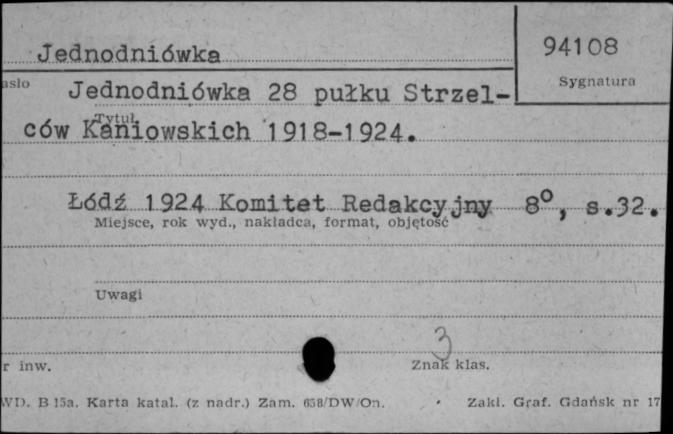 Jednodniówka
94108
Sygnatura
asło
Jednodniówka 28 pułku Strzel-
Tytuł
ców Kaniowskich 1918-1924.
Łódź 1924 Komitet Redakcyjny 8°, s.32.
Miejsce, rok wyd., nakładca, format, objętość
Uwagi
3
r inw.
Znak klas.
WD. B 15a. Karta katal. (z nadr.) Zam. 658/DW/On.
Zakl. Graf. Gdańsk nr 17